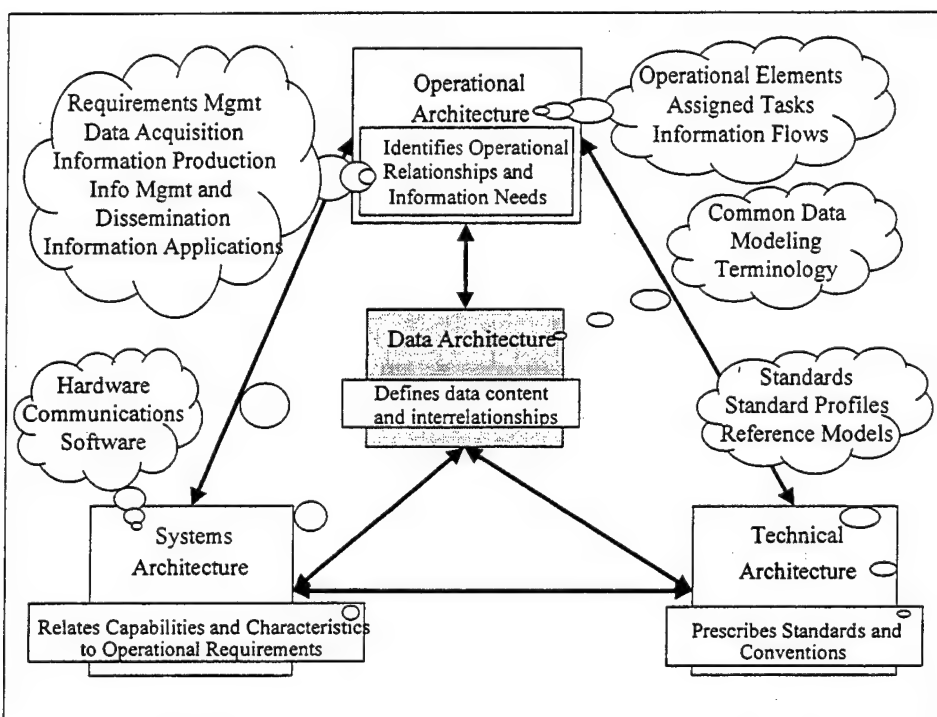 Requirements Mgmt
Data Acquisition
Information Production
Info Mgmt and
Dissemination
Information Applications
Operational
Architecture
Identifies Operational
Relationships and
Information Needs
Operational Elements
Assigned Tasks
Information Flows
Common Data
Modeling
Terminology
Data Architecture
Defines data content
and interrelationships
Hardware
Communications
Software
Standards
Standard Profiles
Reference Models
Systems
Architecture
Relates Capabilities and Characteristics
to Operational Requirements
Technical
Architecture
Prescribes Standards and
Conventions